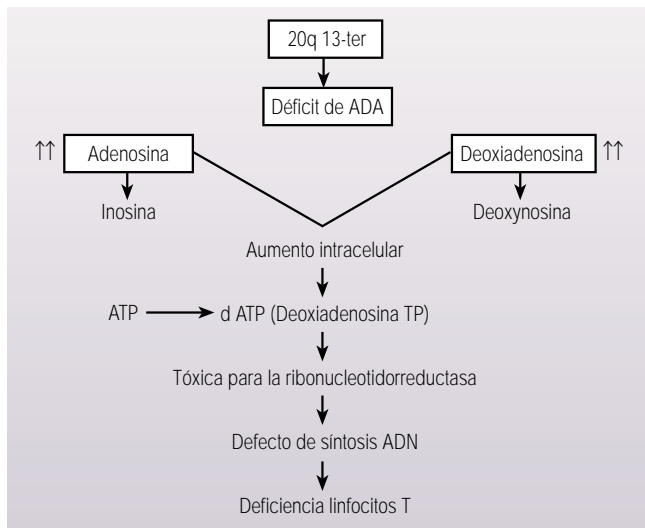 20q 13-ter
Déficit de ADA
↑↑ Adenosina
Deoxiadenosina ↑↑
Inosina
Deoxynosina
Aumento intracelular
ATP → d ATP (Deoxiadenosina TP)
Tóxica para la ribonucleotidorreductasa
Defecto de síntosis ADN
Deficiencia linfocitos T